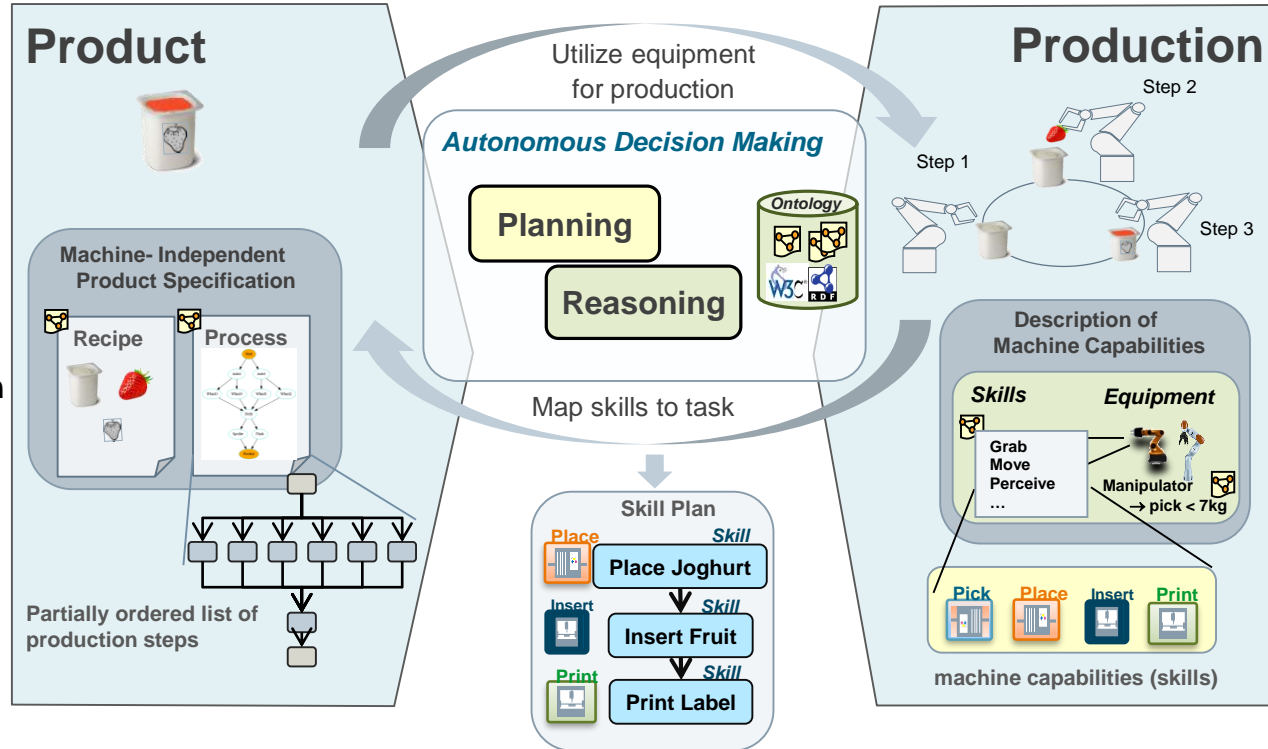 Product
Utilize equipment
for production
Production
Step 2
Step 1
Step 3
Autonomous Decision Making
Planning
Reasoning
Ontology
W3C
RDF
Machine- Independent
Product Specification
Recipe
Process
n
Map skills to task
Description of
Machine Capabilities
Skills
Equipment
Grab
Move
Perceive
…
Manipulator
→ pick < 7kg
Partially ordered list of
production steps
Skill Plan
Place
Skill
Place Joghurt
Insert
Skill
Insert Fruit
Print
Skill
Print Label
Pick
Place
Insert
Print
machine capabilities (skills)